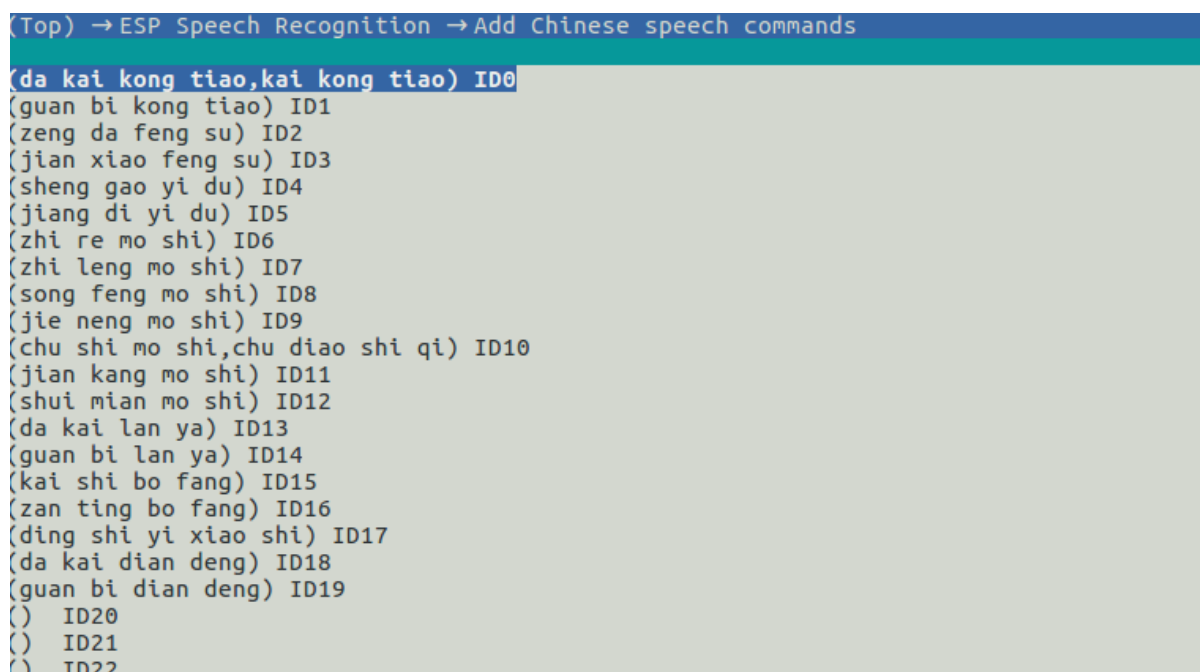 (Top) → ESP Speech Recognition → Add Chinese speech commands
(da kai kong tiao,kai kong tiao) ID0
(guan bi kong tiao) ID1
(zeng da feng su) ID2
(jian xiao feng su) ID3
(sheng gao yi du) ID4
(jiang di yi du) ID5
(zhi re mo shi) ID6
(zhi leng mo shi) ID7
(song feng mo shi) ID8
(jie neng mo shi) ID9
(chu shi mo shi,chu diao shi qi) ID10
(jian kang mo shi) ID11
(shui mian mo shi) ID12
(da kai lan ya) ID13
(guan bi lan ya) ID14
(kai shi bo fang) ID15
(zan ting bo fang) ID16
(ding shi yi xiao shi) ID17
(da kai dian deng) ID18
(guan bi dian deng) ID19
()  ID20
()  ID21
()  ID22